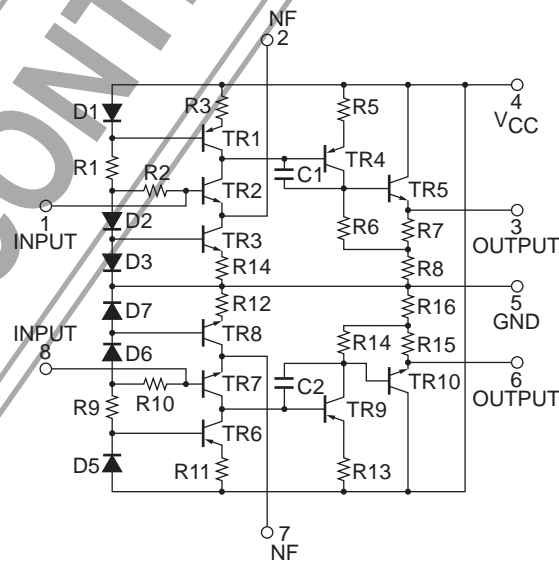 CONTI
NF
2
D1
R3
R5
4
VCC
TR1
TR4
R1
R2
C1
TR5
TR2
1
INPUT
D2
R6
R7
3
OUTPUT
TR3
D3
R14
R8
R12
R16
5
GND
D7
INPUT
8
TR8
R14
R15
D6
6
OUTPUT
TR7
C2
TR10
R10
R9
TR9
TR6
D5
R11
R13
7
NF